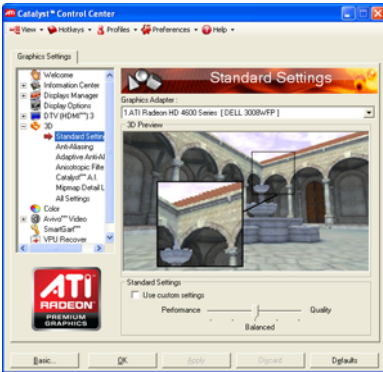 ATI Catalyst™ Control Center
View Hotkeys Profiles Preferences Help
Graphics Settings
Welcome
Information Center
Displays Manager
Display Options
DTV (HDMI™) 3
3D
Standard Settin
Anti-Aliasing
Adaptive Anti-Al
Anisotropic Filte
Catalyst™ A.I.
Mipmap Detail L
All Settings
Color
Avivo™ Video
SmartGart™
VPU Recover
ATI
RADEON
PREMIUM
GRAPHICS
Standard Settings
Graphics Adapter :
1.ATI Radeon HD 4600 Series [ DELL 3008WFP ]
3D Preview
Standard Settings
Use custom settings
Performance Quality
Balanced
Basic... OK Apply Discard Defaults